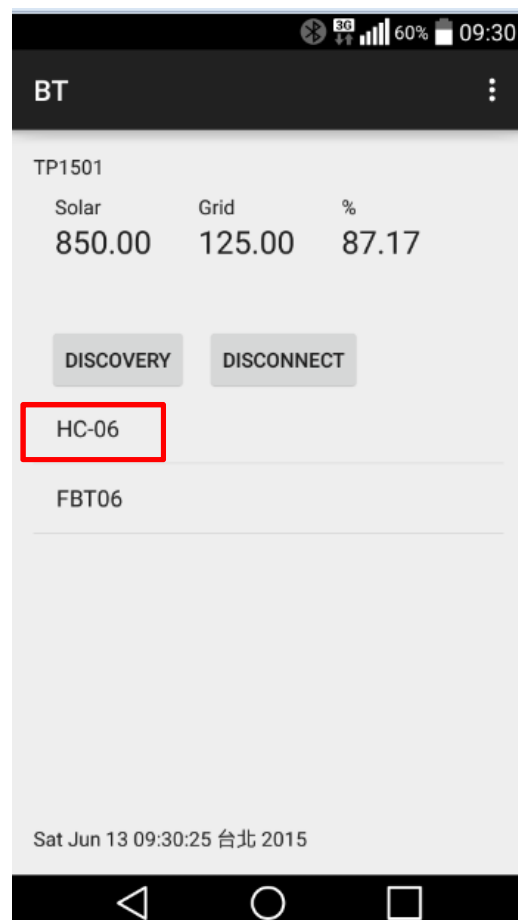 3G 60% 09:30
BT
TP1501
Solar Grid %
850.00 125.00 87.17
DISCOVERY DISCONNECT
HC-06
FBT06
Sat Jun 13 09:30:25 台北 2015